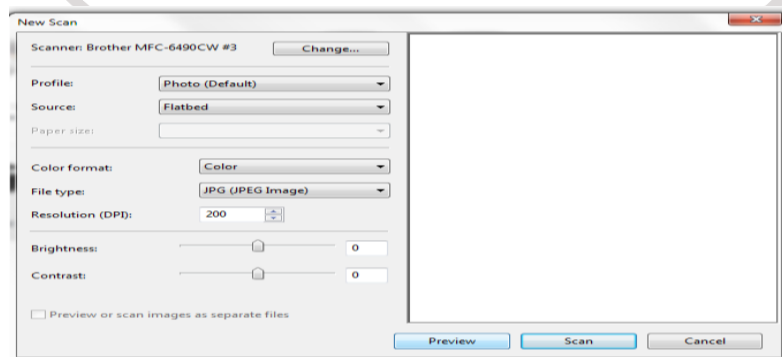 New Scan
Scanner: Brother MFC-6490CW #3 Change...
Profile: Photo (Default)
Source: Flatbed
Paper size:
Color format: Color
File type: JPG (JPEG Image)
Resolution (DPI): 200
Brightness: 0
Contrast: 0
Preview or scan images as separate files
Preview Scan Cancel